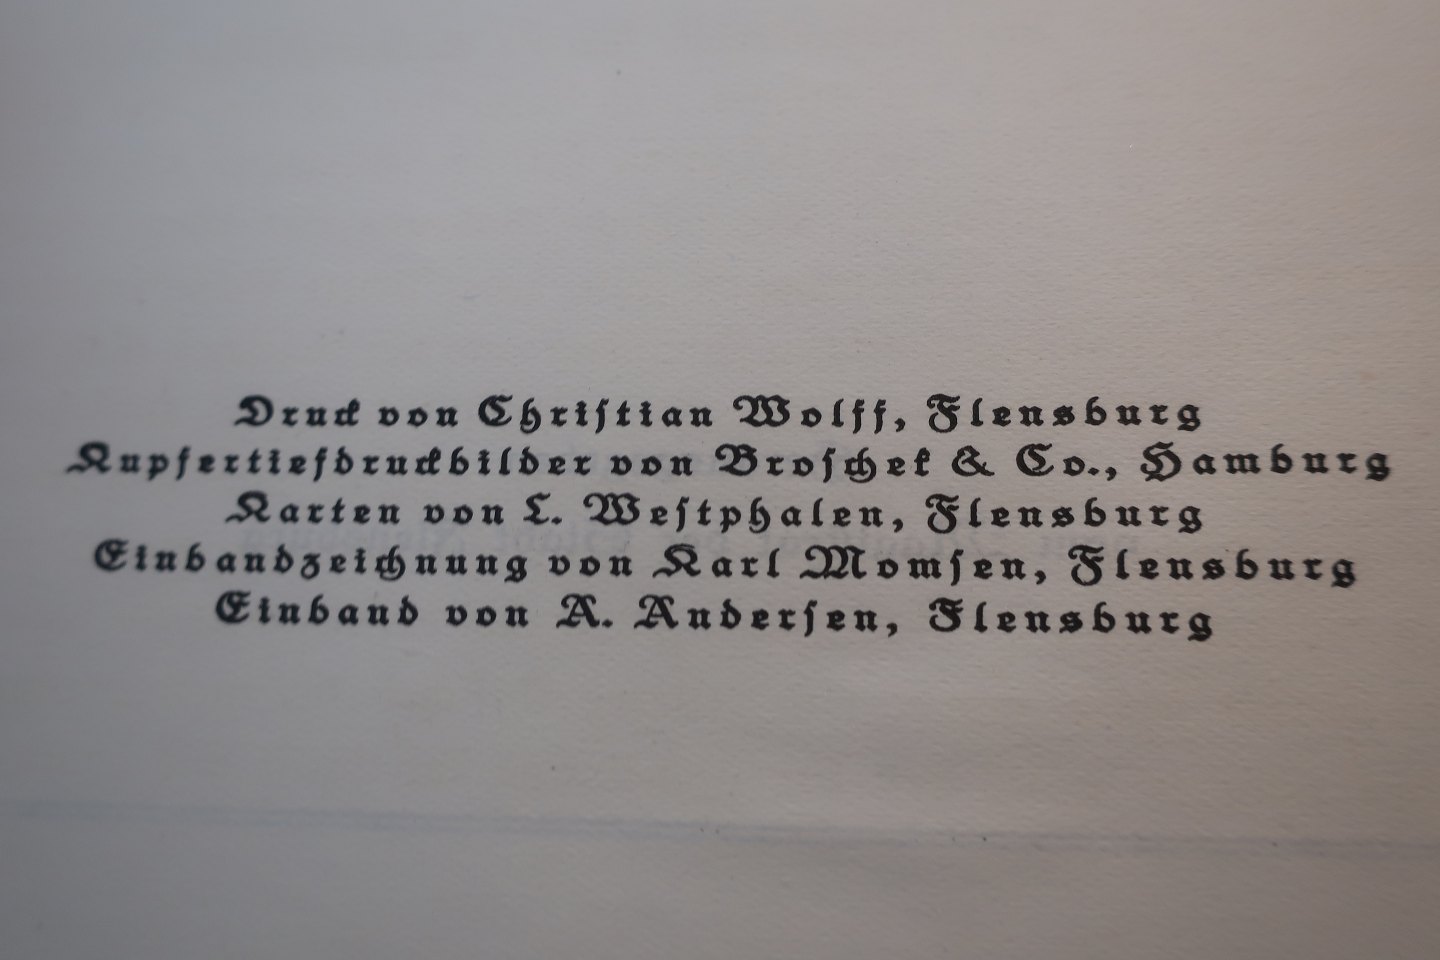 Druck von Chriſtian Wolff, Flensburg
Kupfertiefdruckbilder von Broſchek & Co., Hamburg
Karten von L. Weſtphalen, Flensburg
Einbandzeichnung von Karl Momſen, Flensburg
Einband von A. Anderſen, Flensburg